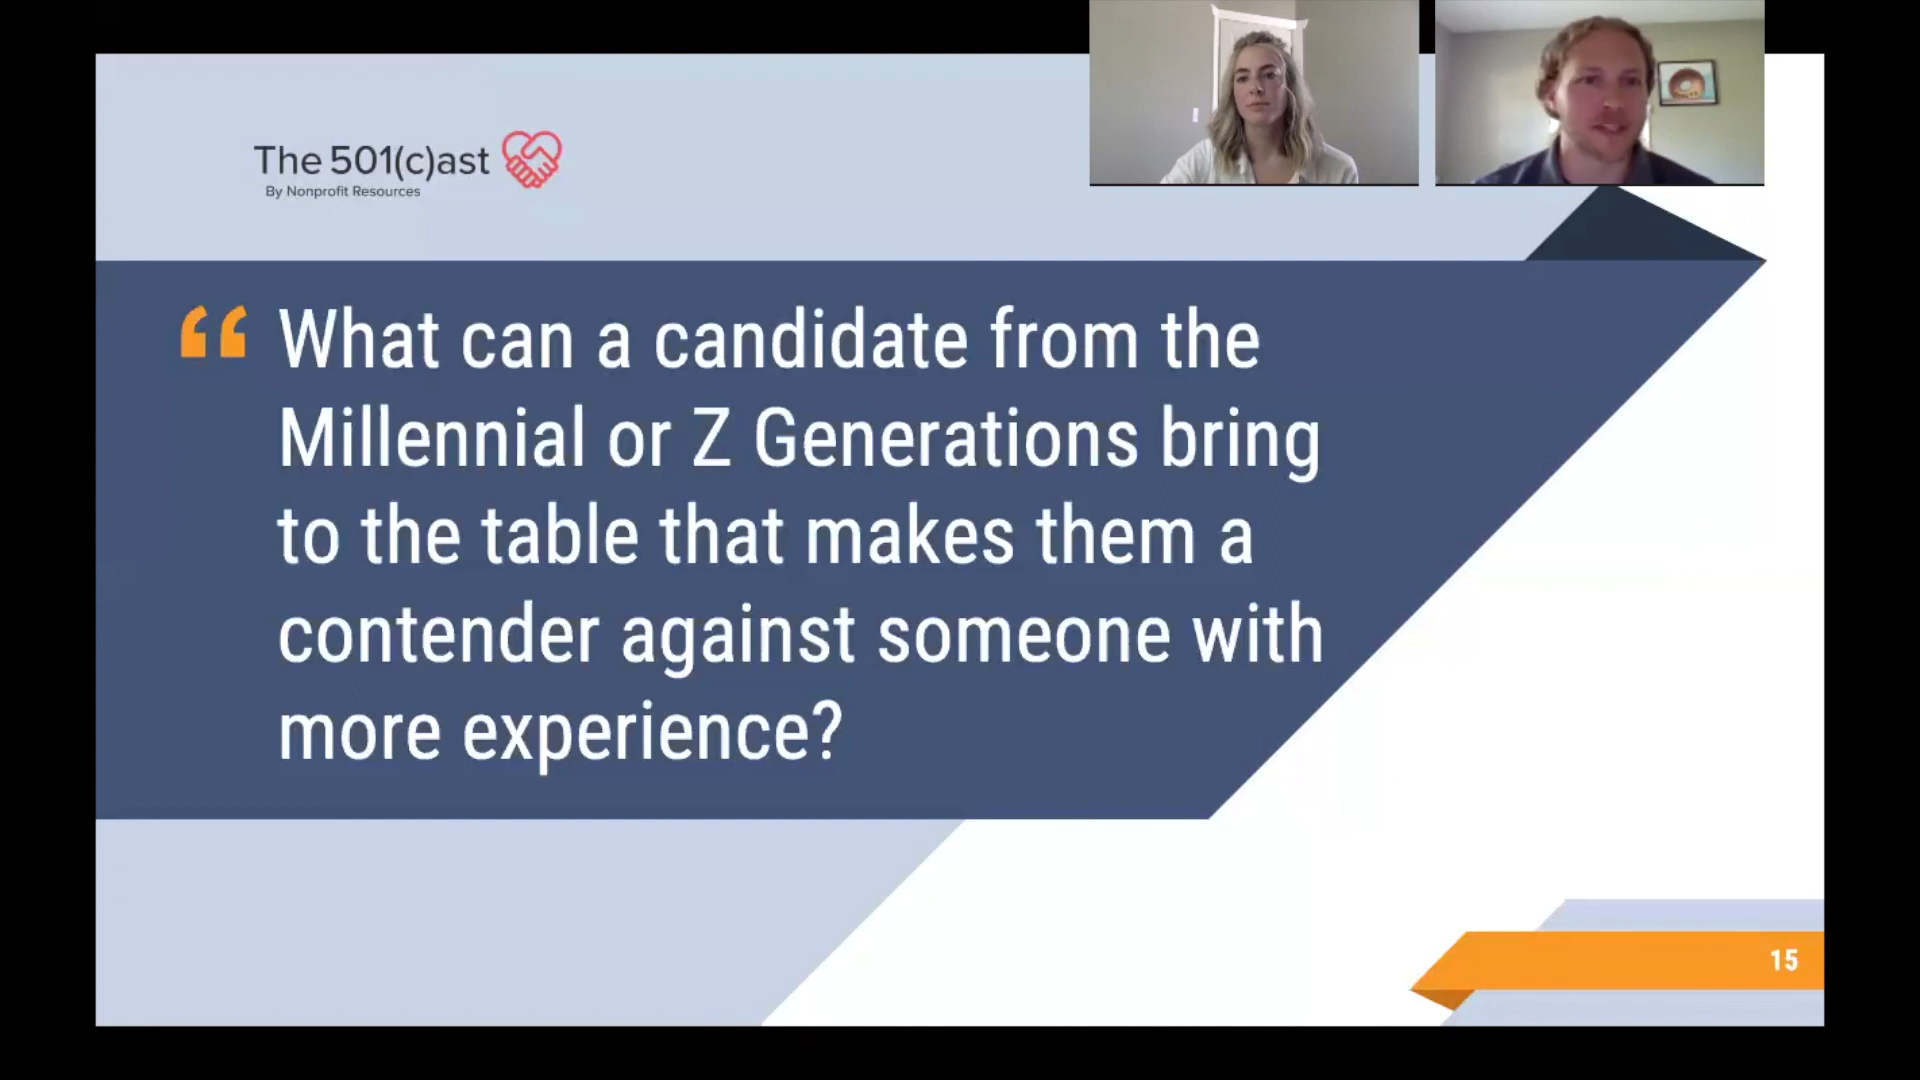 The 501(c)ast
By Nonprofit Resources
“ What can a candidate from the
Millennial or Z Generations bring
to the table that makes them a
contender against someone with
more experience?
15